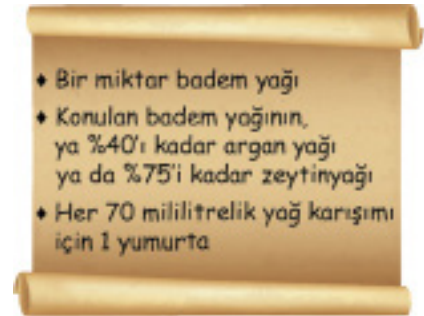 ♦ Bir miktar badem yağı
♦ Konulan badem yağının,
ya %40'ı kadar argan yağı
ya da %75'i kadar zeytinyağı
♦ Her 70 mililitrelik yağ karışımı
için 1 yumurta